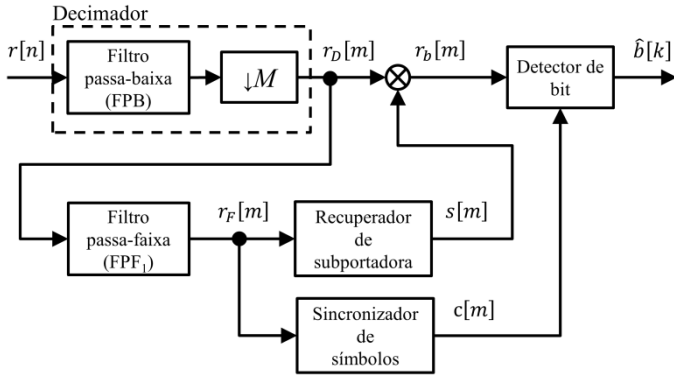 Decimador
r[n]
Filtro
passa-baixa
(FPB)
↓M
r_D[m]
r_b[m]
Detector de
bit
b̂[k]
Filtro
passa-faixa
(FPF₁)
r_F[m]
Recuperador
de
subportadora
s[m]
Sincronizador
de
símbolos
c[m]